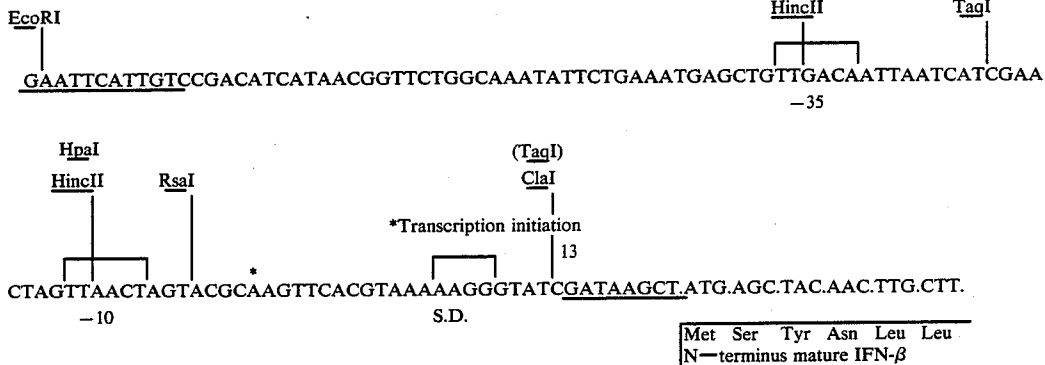 EcoRI HincII TaqI
GAATTCATTGTCCGACATCATAACGGTTCTGGCAAATATTCTGAAATGAGCTGTTGACAATTAATCATCGAA
−35
HpaI (TaqI)
HincII RsaI ClaI
*Transcription initiation
13
*
CTAGTTAACTAGTACGCAAGTTCACGTAAAAAGGGTATCGATAAGCT.ATG.AGC.TAC.AAC.TTG.CTT.
−10 S.D.
Met Ser Tyr Asn Leu Leu
N—terminus mature IFN-β